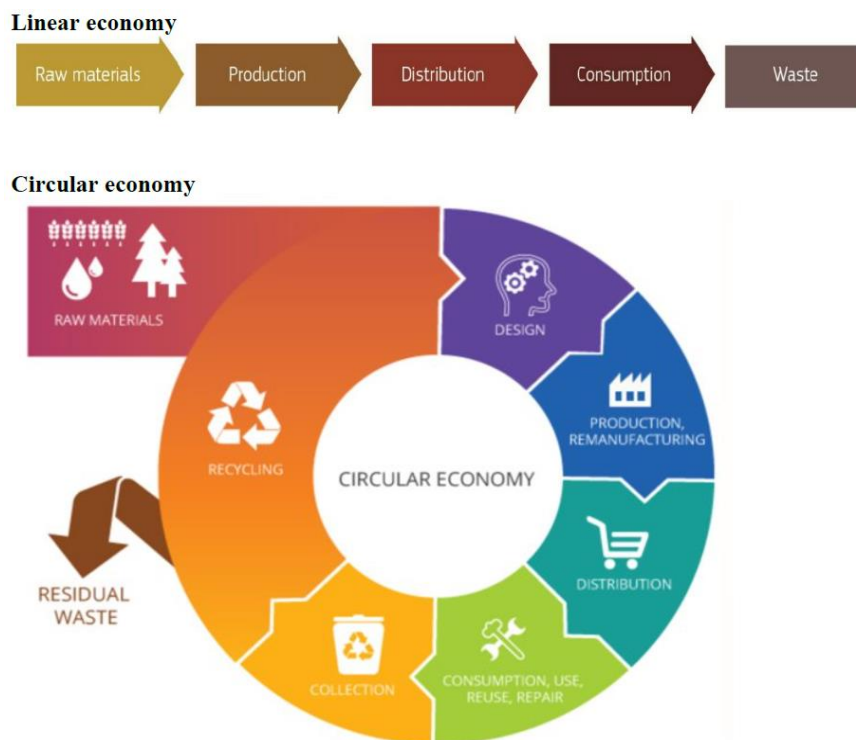 Linear economy
Raw materials
Production
Distribution
Consumption
Waste
Circular economy
RAW MATERIALS
DESIGN
PRODUCTION,
REMANUFACTURING
RECYCLING
CIRCULAR ECONOMY
DISTRIBUTION
RESIDUAL
WASTE
CONSUMPTION, USE,
REUSE, REPAIR
COLLECTION